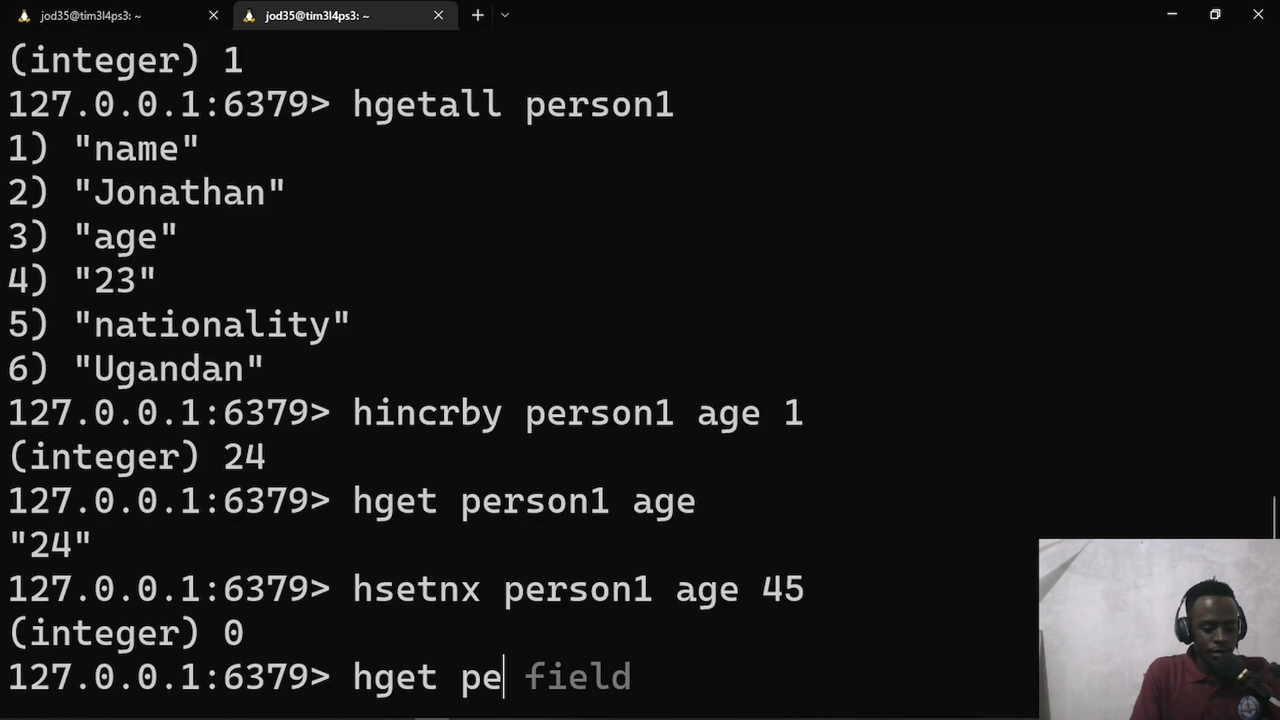 jod35@tim3l4ps3: ~
jod35@tim3l4ps3: ~
(integer) 1
127.0.0.1:6379> hgetall person1
1) "name"
2) "Jonathan"
3) "age"
4) "23"
5) "nationality"
6) "Ugandan"
127.0.0.1:6379> hincrby person1 age 1
(integer) 24
127.0.0.1:6379> hget person1 age
"24"
127.0.0.1:6379> hsetnx person1 age 45
(integer) 0
127.0.0.1:6379> hget pe field